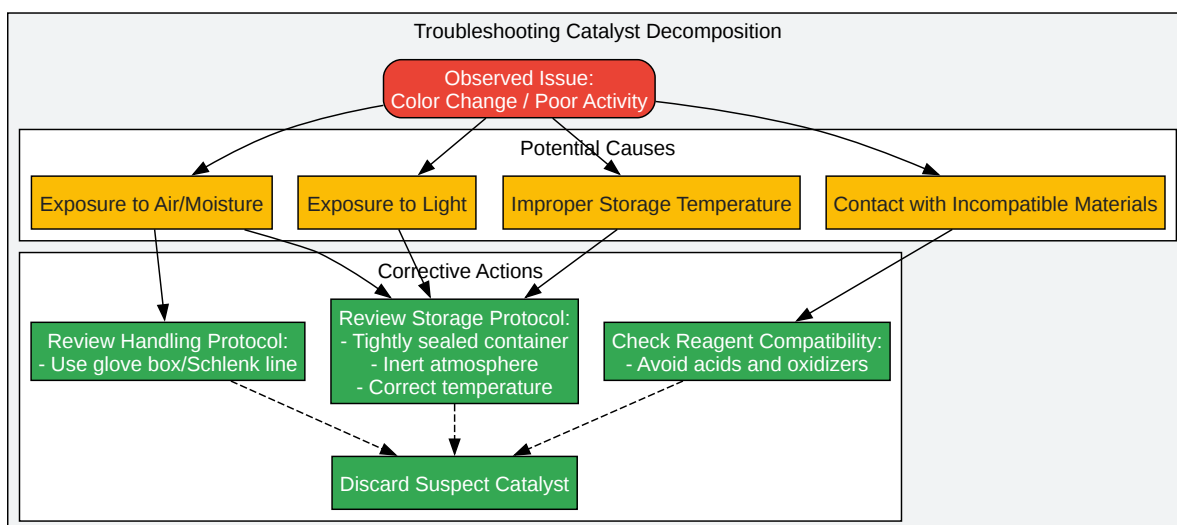 Troubleshooting Catalyst Decomposition
Observed Issue:
Color Change / Poor Activity
Potential Causes
Exposure to Air/Moisture
Exposure to Light
Improper Storage Temperature
Contact with Incompatible Materials
Corrective Actions
Review Handling Protocol:
- Use glove box/Schlenk line
Review Storage Protocol:
- Tightly sealed container
- Inert atmosphere
- Correct temperature
Check Reagent Compatibility:
- Avoid acids and oxidizers
Discard Suspect Catalyst